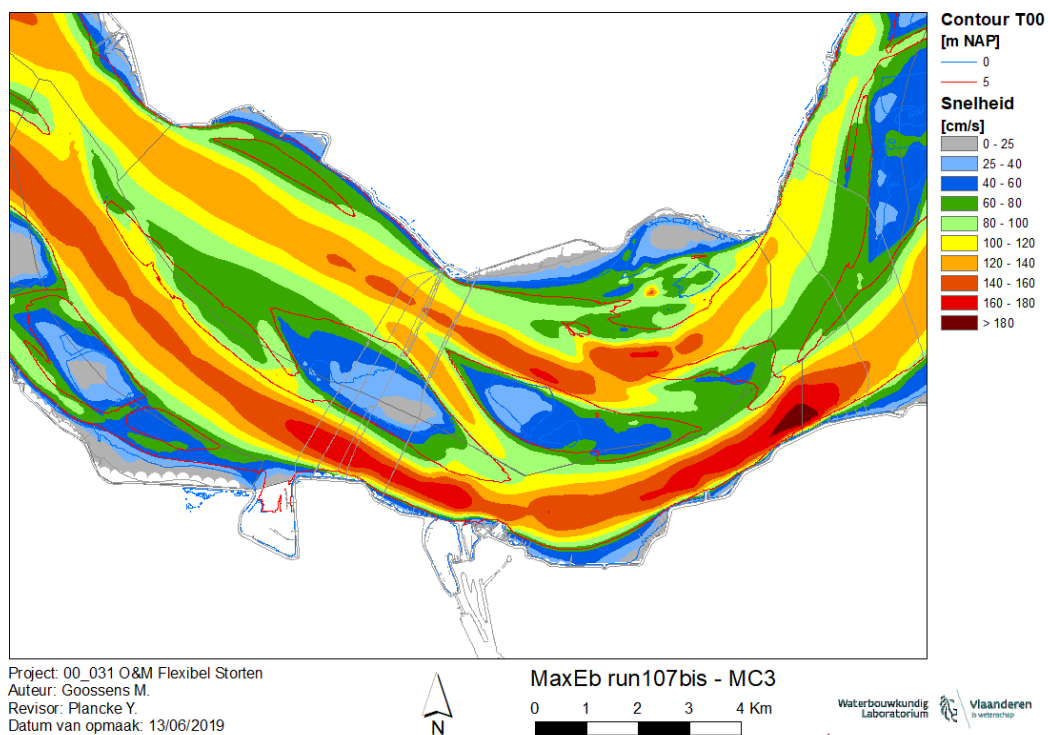 Contour T00
[m NAP]
0
5
Snelheid
[cm/s]
0 - 25
25 - 40
40 - 60
60 - 80
80 - 100
100 - 120
120 - 140
140 - 160
160 - 180
> 180
Project: 00_031 O&M Flexibel Storten
Auteur: Goossens M.
Revisor: Plancke Y.
Datum van opmaak: 13/06/2019
N
MaxEb run107bis - MC3
0 1 2 3 4 Km
Waterbouwkundig
Laboratorium
Vlaanderen
is wetenschap